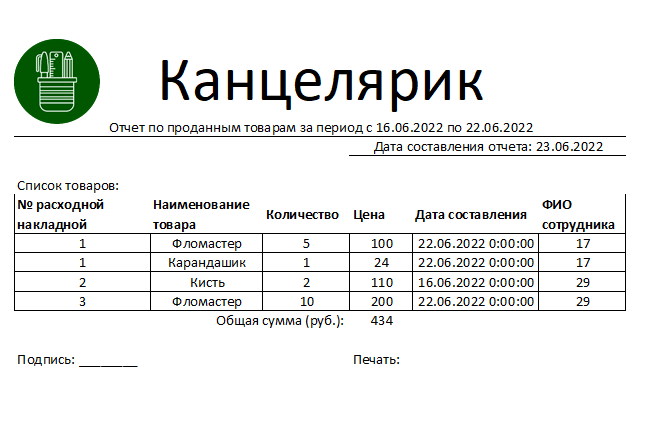 Канцелярик
Отчет по проданным товарам за период с 16.06.2022 по 22.06.2022
Дата составления отчета: 23.06.2022
Список товаров:
№ расходной накладной Наименование товара Количество Цена Дата составления ФИО сотрудника
1 Фломастер 5 100 22.06.2022 0:00:00 17
1 Карандашик 1 24 22.06.2022 0:00:00 17
2 Кисть 2 110 16.06.2022 0:00:00 29
3 Фломастер 10 200 22.06.2022 0:00:00 29
Общая сумма (руб.): 434
Подпись: ________ Печать: